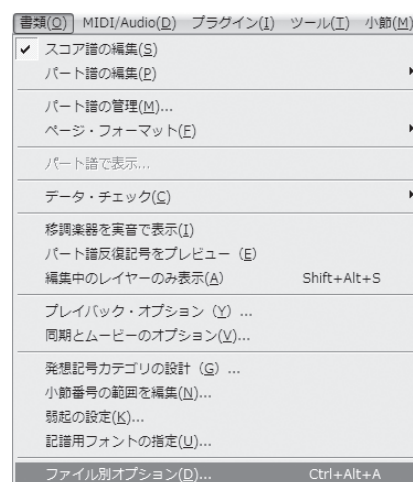 書類(O) MIDI/Audio(D) プラグイン(I) ツール(T) 小節(M)
✓ スコア譜の編集(S)
パート譜の編集(P)
パート譜の管理(M)...
ページ・フォーマット(F)
パート譜で表示...
データ・チェック(C)
移調楽器を実音で表示(I)
パート譜反復記号をプレビュー（E）
編集中のレイヤーのみ表示(A) Shift+Alt+S
プレイバック・オプション（Y）...
同期とムービーのオプション(V)...
発想記号カテゴリの設計（G）...
小節番号の範囲を編集(N)...
弱起の設定(K)...
記譜用フォントの指定(U)...
ファイル別オプション(D)... Ctrl+Alt+A